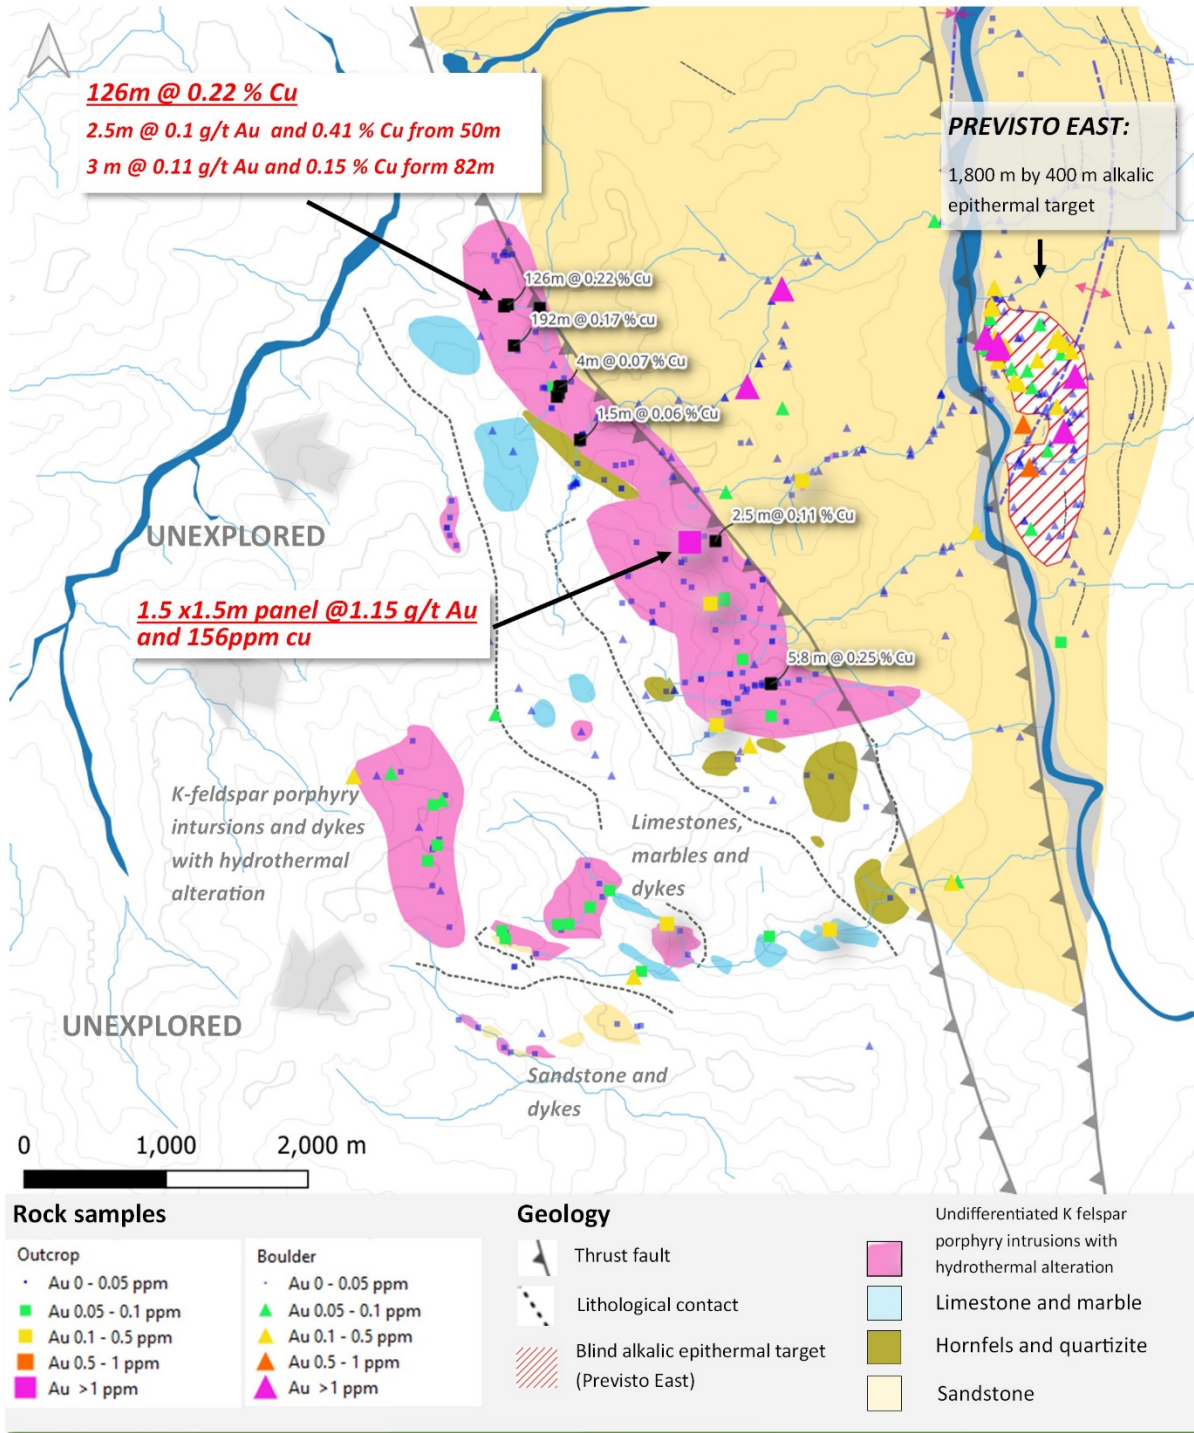 126m @ 0.22 % Cu
2.5m @ 0.1 g/t Au and 0.41 % Cu from 50m
3 m @ 0.11 g/t Au and 0.15 % Cu form 82m
PREVISTO EAST:
1,800 m by 400 m alkalic
epithermal target
126m @ 0.22 % Cu
192m @ 0.17 % cu
4m @ 0.07 % Cu
1.5m @ 0.06 % Cu
2.5 m@ 0.11 % Cu
UNEXPLORED
1.5 x1.5m panel @1.15 g/t Au
and 156ppm cu
5.8 m @ 0.25 % Cu
K-feldspar porphyry
intursions and dykes
with hydrothermal
alteration
Limestones,
marbles and
dykes
UNEXPLORED
Sandstone and
dykes
0 1,000 2,000 m
Rock samples
Outcrop
Au 0 - 0.05 ppm
Au 0.05 - 0.1 ppm
Au 0.1 - 0.5 ppm
Au 0.5 - 1 ppm
Au >1 ppm
Boulder
Au 0 - 0.05 ppm
Au 0.05 - 0.1 ppm
Au 0.1 - 0.5 ppm
Au 0.5 - 1 ppm
Au >1 ppm
Geology
Thrust fault
Lithological contact
Blind alkalic epithermal target
(Previsto East)
Undifferentiated K felspar
porphyry intrusions with
hydrothermal alteration
Limestone and marble
Hornfels and quartizite
Sandstone